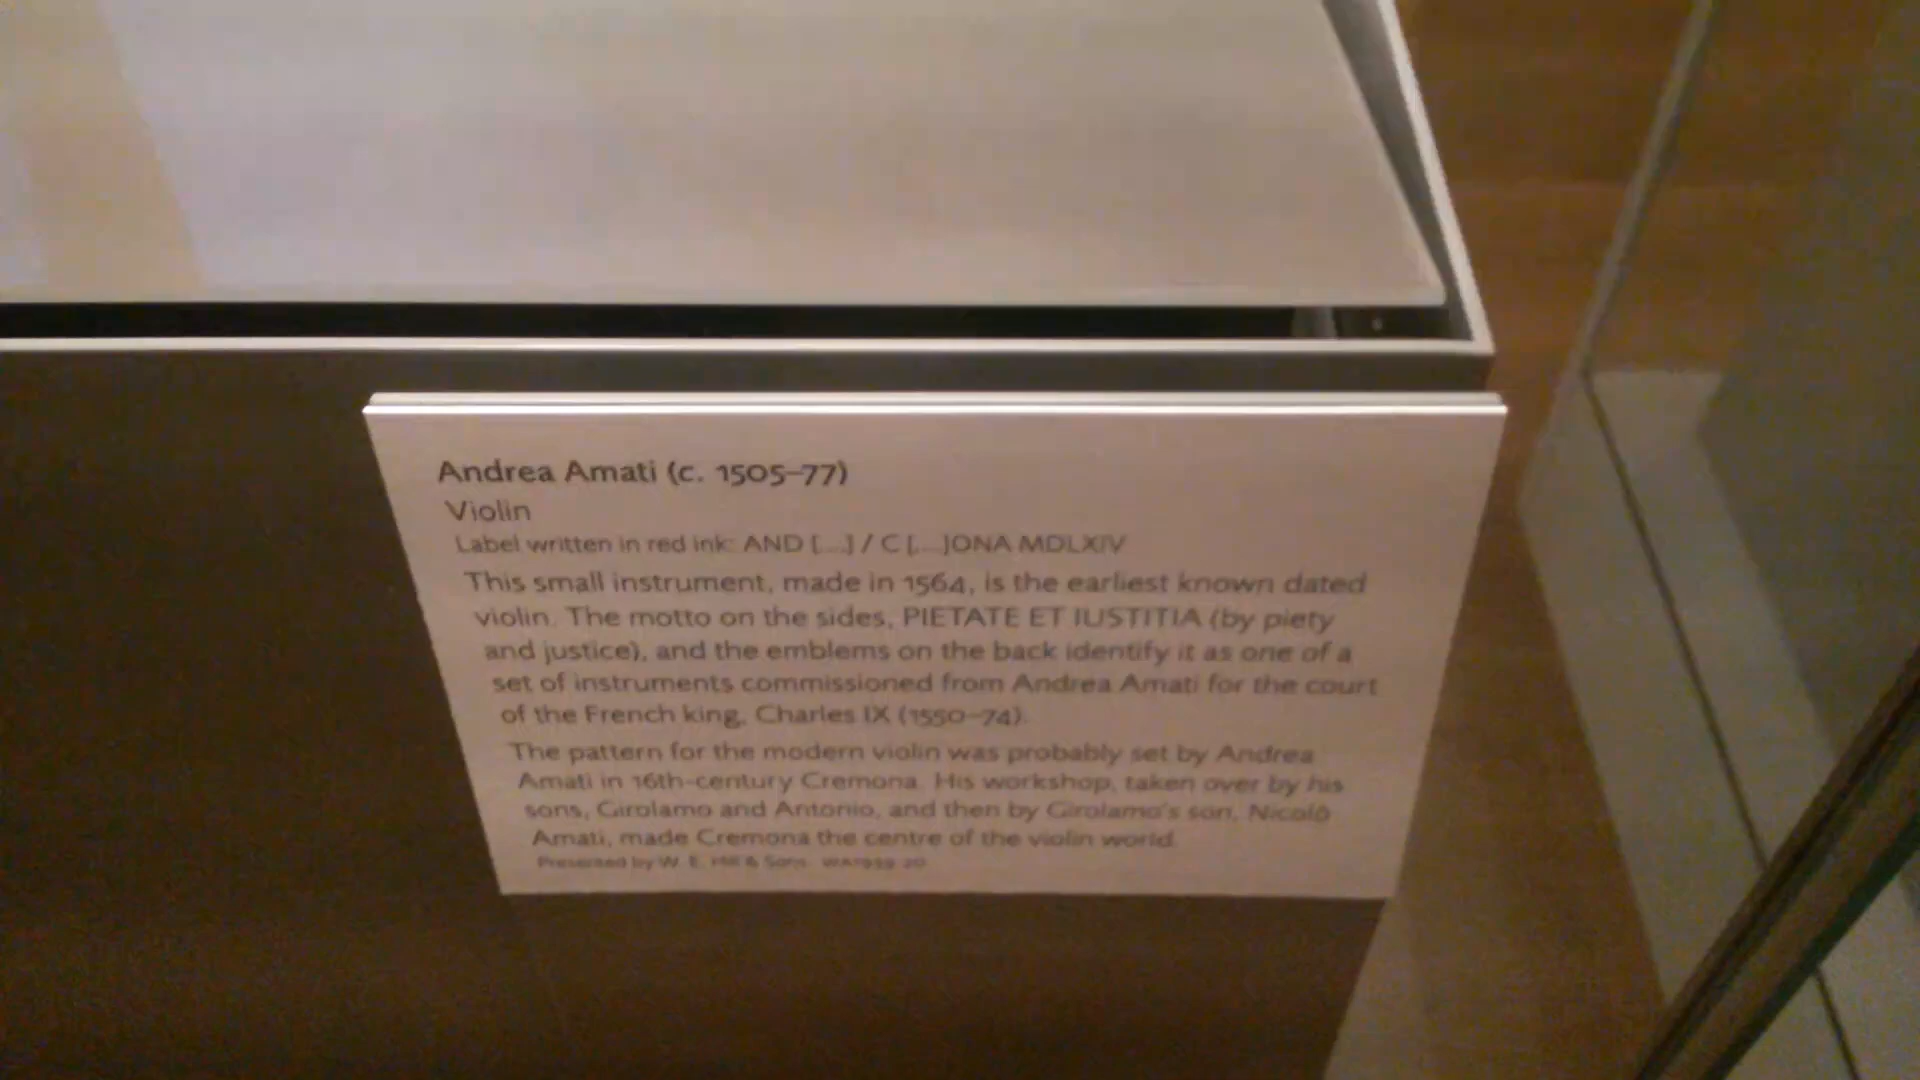 Andrea Amati (c. 1505–77)
Violin
Label written in red ink: AND [...] / C [...]ONA MDLXIV
This small instrument, made in 1564, is the earliest known dated
violin. The motto on the sides, PIETATE ET IUSTITIA (by piety
and justice), and the emblems on the back identify it as one of a
set of instruments commissioned from Andrea Amati for the court
of the French king, Charles IX (1550–74).
The pattern for the modern violin was probably set by Andrea
Amati in 16th-century Cremona. His workshop, taken over by his
sons, Girolamo and Antonio, and then by Girolamo's son, Nicolò
Amati, made Cremona the centre of the violin world.
Presented by W. E. Hill & Sons. WA1939.20